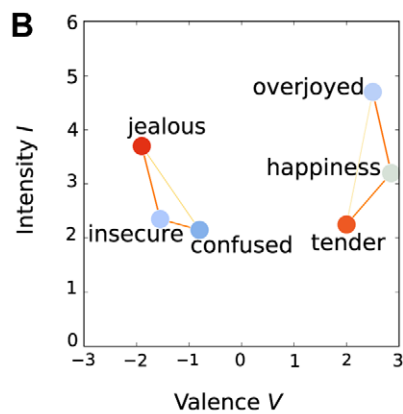 B
6
5
4
3
2
1
0
Intensity I
overjoyed
jealous
happiness
insecure
confused
tender
−3 −2 −1 0 1 2 3
Valence V